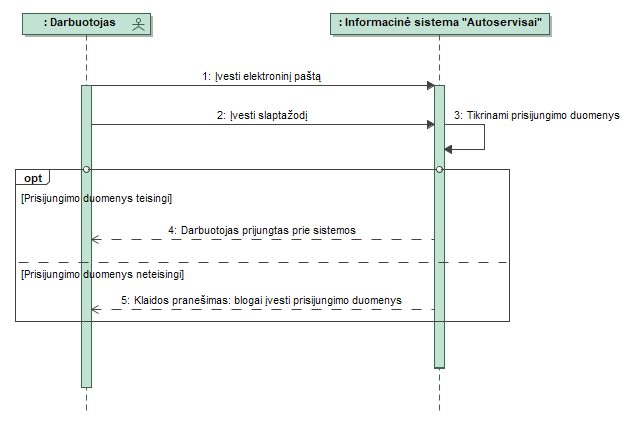 : Darbuotojas
: Informacinė sistema "Autoservisai"
1: Įvesti elektroninį paštą
2: Įvesti slaptažodį
3: Tikrinami prisijungimo duomenys
opt
[Prisijungimo duomenys teisingi]
4: Darbuotojas prijungtas prie sistemos
[Prisijungimo duomenys neteisingi]
5: Klaidos pranešimas: blogai įvesti prisijungimo duomenys